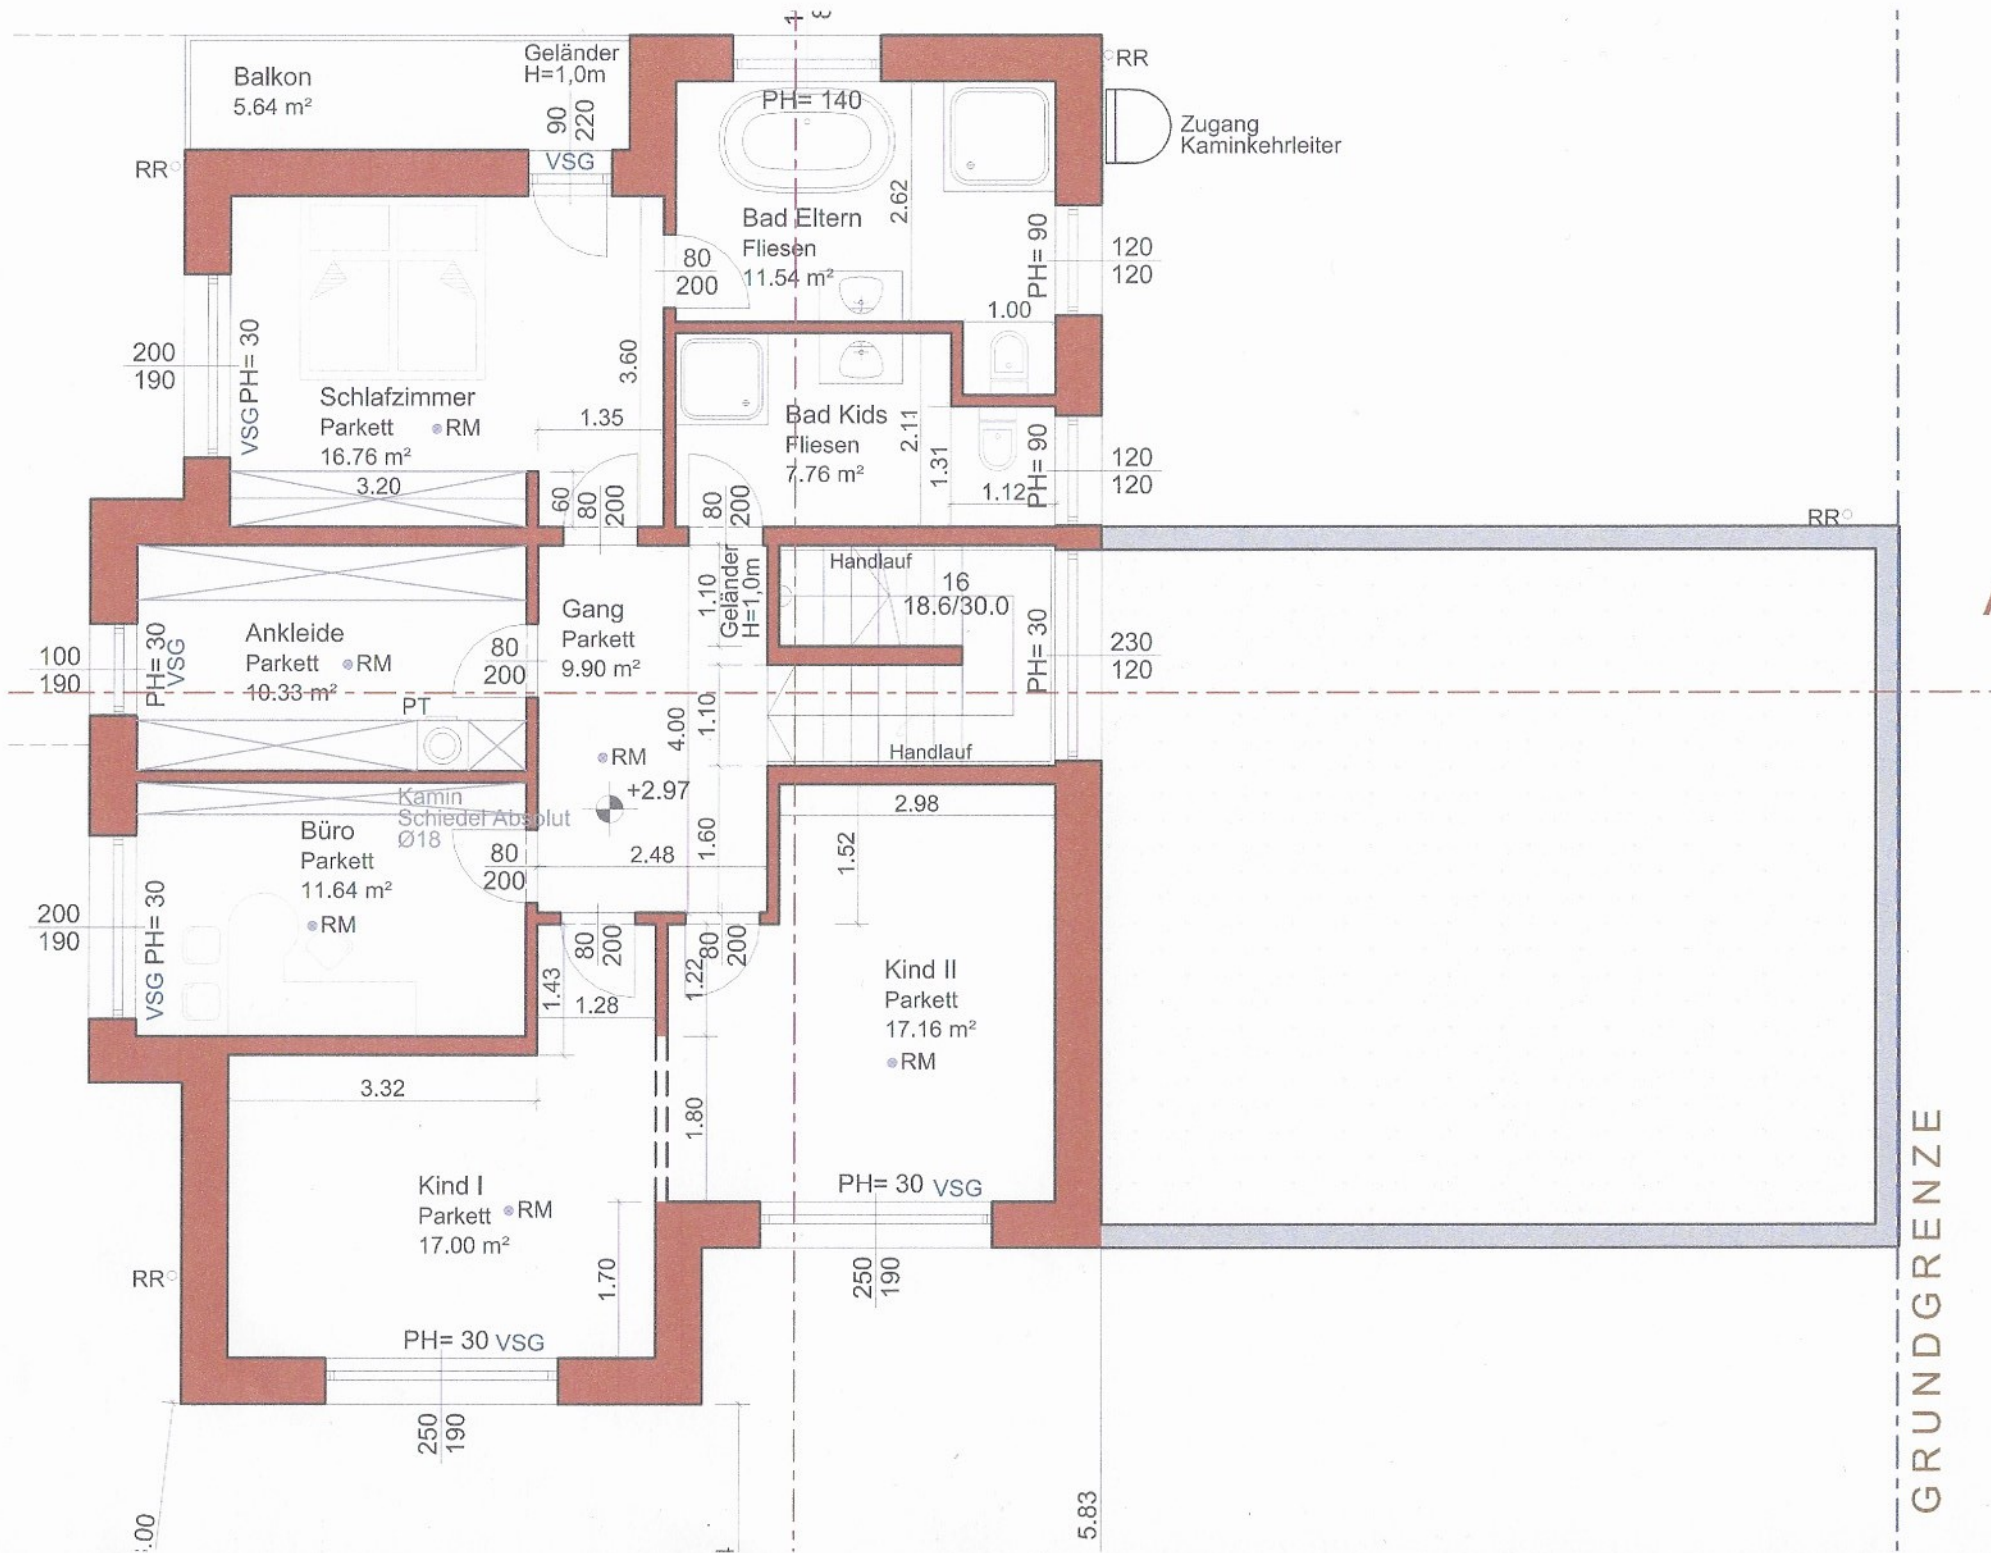 Balkon
5.64 m²
Geländer
H=1,0m
90
220
VSG
RR
PH= 140
RR
Zugang
Kaminkehrleiter
Bad Eltern
Fliesen
11.54 m²
2.62
80
200
PH= 90
120
120
1.00
200
190
VSG PH= 30
Schlafzimmer
Parkett
RM
16.76 m²
3.20
3.60
1.35
60
80
200
Bad Kids
Fliesen
7.76 m²
2.11
1.31
1.12
PH= 90
120
120
80
200
RR
Ankleide
Parkett
RM
10.33 m²
PT
100
190
PH= 30
VSG
80
200
Gang
Parkett
9.90 m²
1.10
Geländer
H=1,0m
Handlauf
16
18.6/30.0
PH= 30
230
120
4.00
1.10
Handlauf
RM
+2.97
Kamin
Schiedel Absolut
Ø18
Büro
Parkett
11.64 m²
RM
200
190
VSG PH= 30
80
200
2.48
1.60
2.98
1.52
80
200
80
200
1.43
1.28
1.22
Kind II
Parkett
17.16 m²
RM
1.80
3.32
Kind I
Parkett
RM
17.00 m²
PH= 30 VSG
1.70
RR
PH= 30 VSG
250
190
250
190
5.83
GRUNDGRENZE